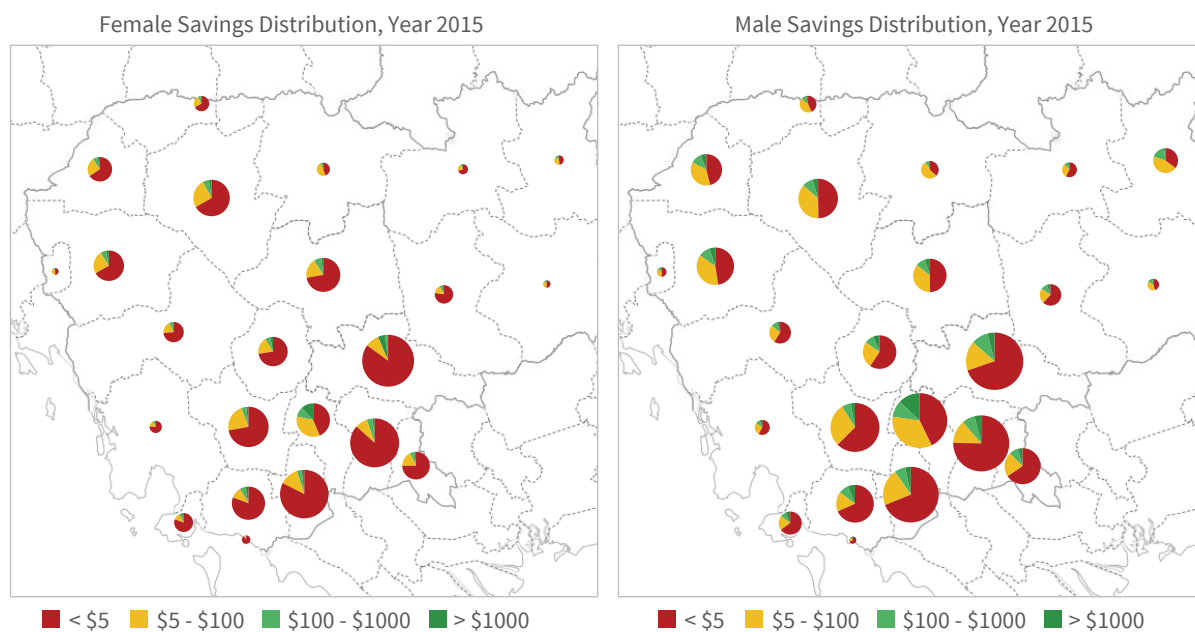 Female Savings Distribution, Year 2015
Male Savings Distribution, Year 2015
< $5 $5 - $100 $100 - $1000 > $1000
< $5 $5 - $100 $100 - $1000 > $1000